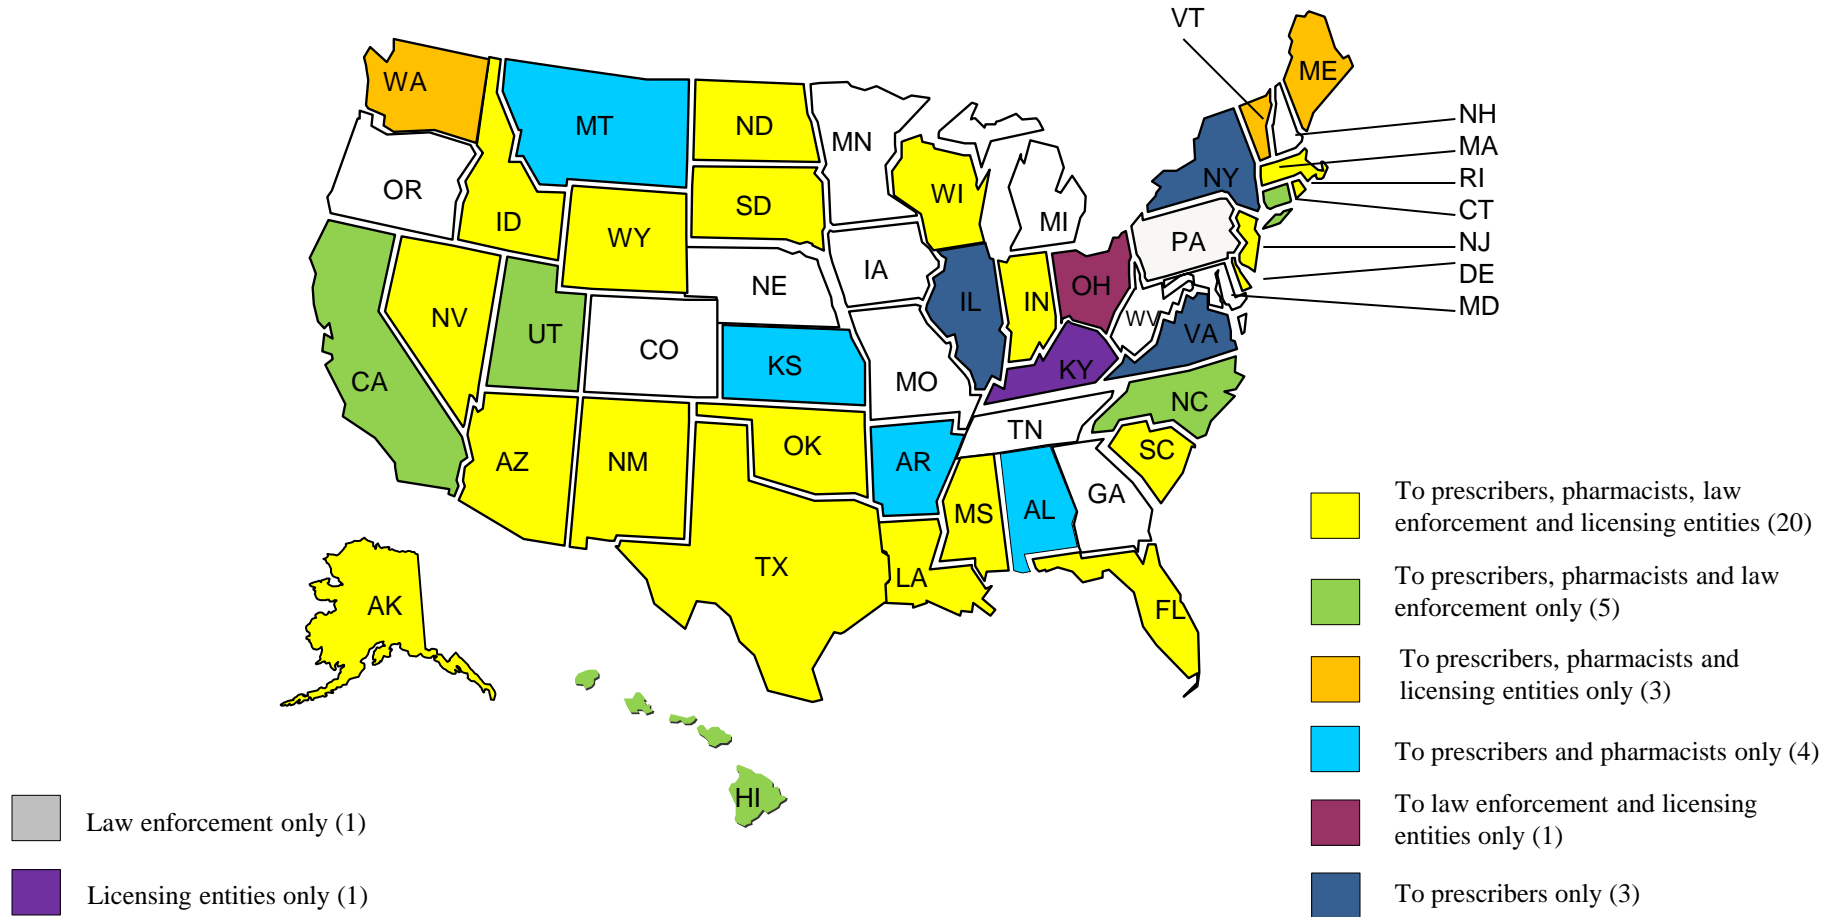 VT
WA
ME
MT
ND
MN
NH
MA
OR
ID
SD
WI
NY
RI
CT
WY
MI
PA
NJ
IA
NE
DE
NV
UT
CO
IL
IN
OH
WV
VA
MD
CA
KS
MO
KY
NC
TN
AZ
NM
OK
AR
SC
MS
AL
GA
TX
LA
AK
FL
HI
To prescribers, pharmacists, law
enforcement and licensing entities (20)
To prescribers, pharmacists and law
enforcement only (5)
To prescribers, pharmacists and
licensing entities only (3)
To prescribers and pharmacists only (4)
To law enforcement and licensing
entities only (1)
To prescribers only (3)
Law enforcement only (1)
Licensing entities only (1)